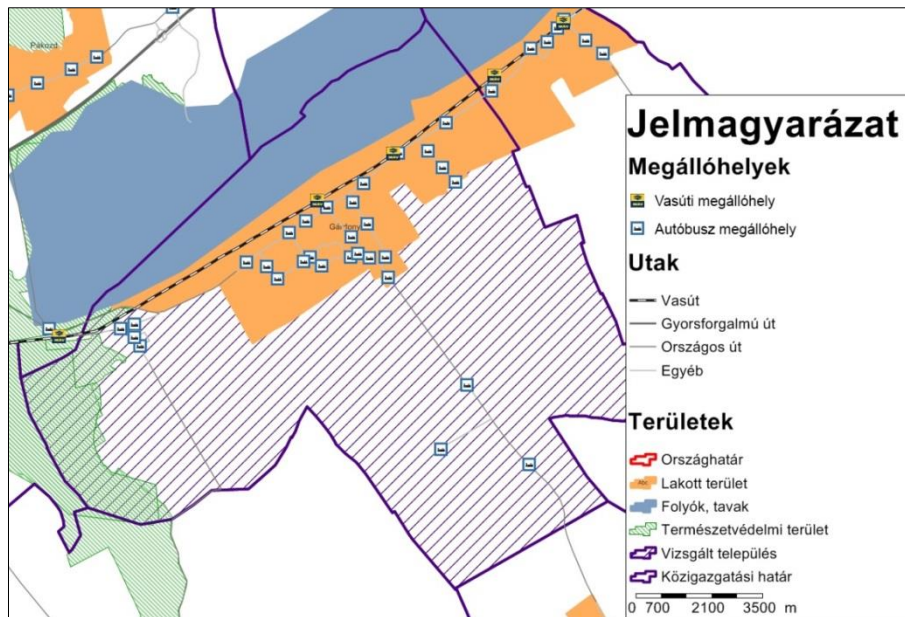 Pákozd
Gárdony
Jelmagyarázat
Megállóhelyek
Vasúti megállóhely
Autóbusz megállóhely
Utak
Vasút
Gyorsforgalmú út
Országos út
Egyéb
Területek
Országhatár
Lakott terület
Folyók, tavak
Természetvédelmi terület
Vizsgált település
Közigazgatási határ
0 700 2100 3500 m